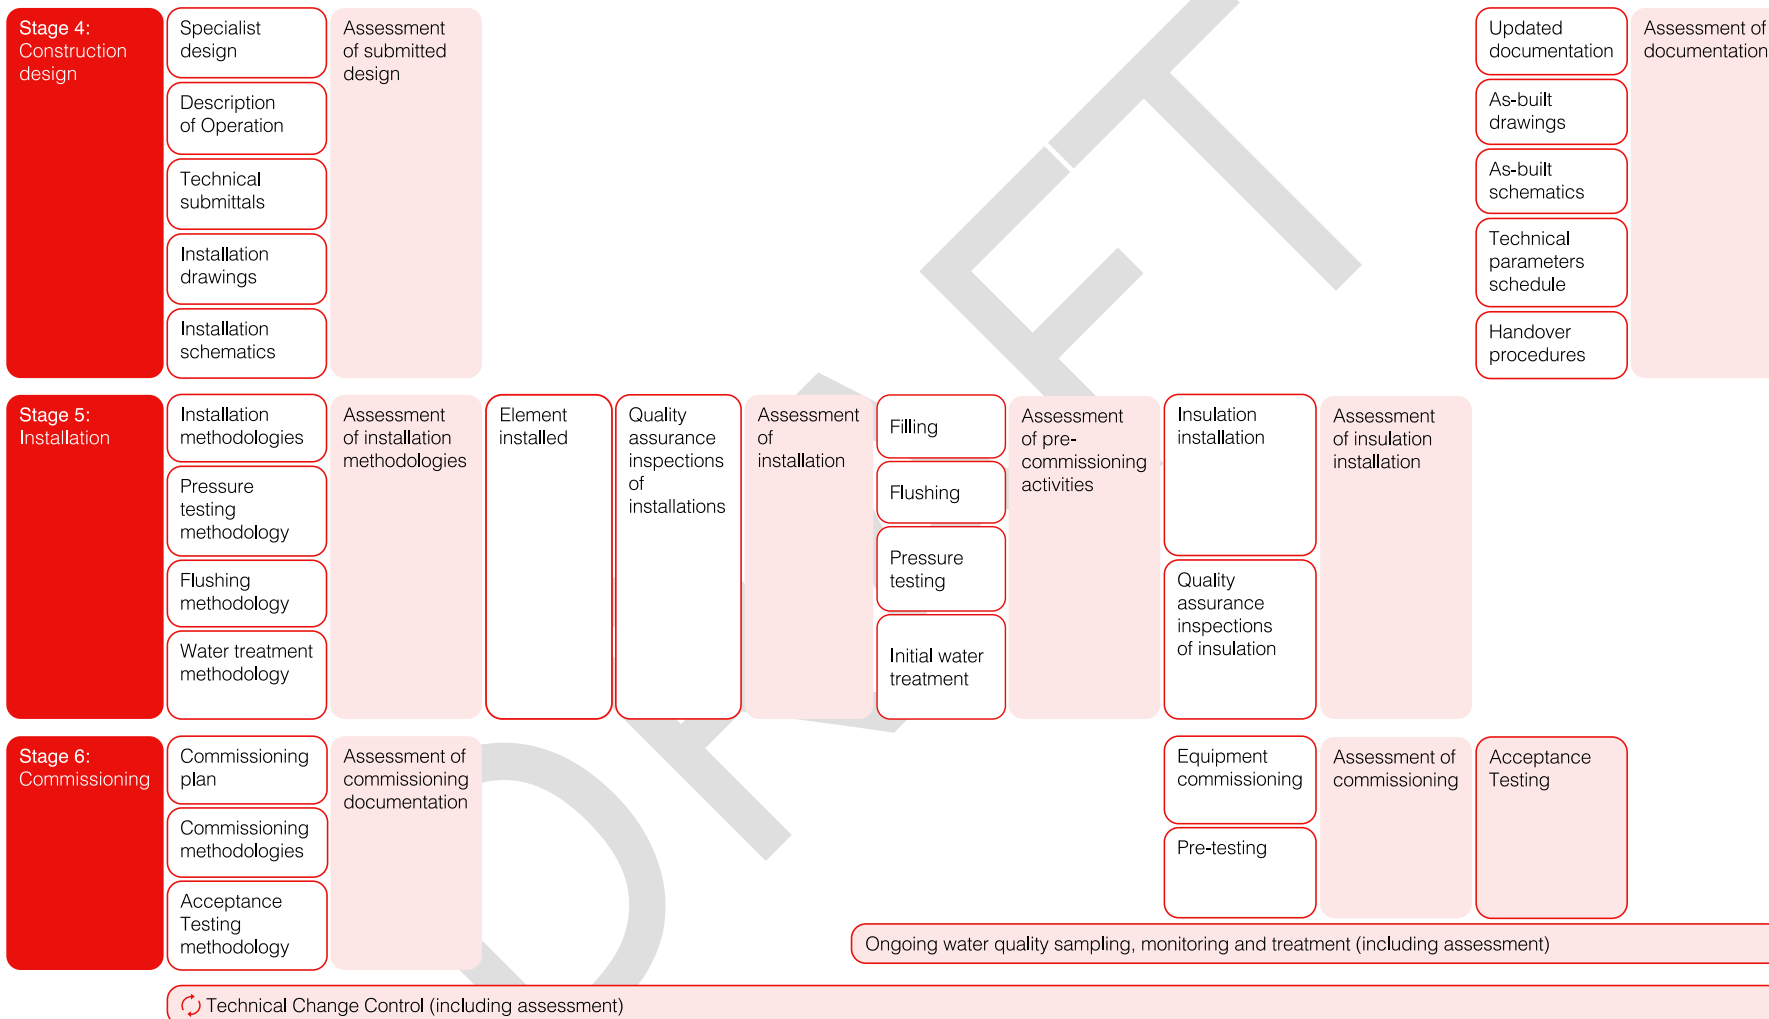 Stage 4:
Construction
design
Specialist
design
Description
of Operation
Technical
submittals
Installation
drawings
Installation
schematics
Assessment
of submitted
design
Updated
documentation
As-built
drawings
As-built
schematics
Technical
parameters
schedule
Handover
procedures
Assessment of
documentation
Stage 5:
Installation
Installation
methodologies
Pressure
testing
methodology
Flushing
methodology
Water treatment
methodology
Assessment
of installation
methodologies
Element
installed
Quality
assurance
inspections
of
installations
Assessment
of
installation
Filling
Flushing
Pressure
testing
Initial water
treatment
Assessment
of pre-
commissioning
activities
Insulation
installation
Quality
assurance
inspections
of insulation
Assessment
of insulation
installation
Stage 6:
Commissioning
Commissioning
plan
Commissioning
methodologies
Acceptance
Testing
methodology
Assessment of
commissioning
documentation
Equipment
commissioning
Pre-testing
Assessment of
commissioning
Acceptance
Testing
Ongoing water quality sampling, monitoring and treatment (including assessment)
Technical Change Control (including assessment)
DRAFT